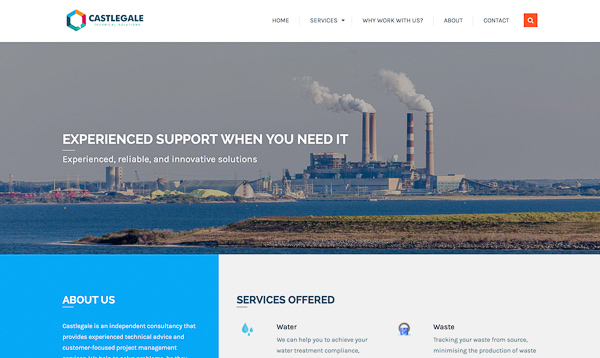 CASTLEGALE
TECHNICAL SOLUTIONS
HOME
SERVICES
WHY WORK WITH US?
ABOUT
CONTACT
EXPERIENCED SUPPORT WHEN YOU NEED IT
Experienced, reliable, and innovative solutions
ABOUT US
Castlegale is an independent consultancy that
provides experienced technical advice and
customer-focused project management
SERVICES OFFERED
Water
We can help you to achieve your
water treatment compliance,
Waste
Tracking your waste from source,
minimising the production of waste